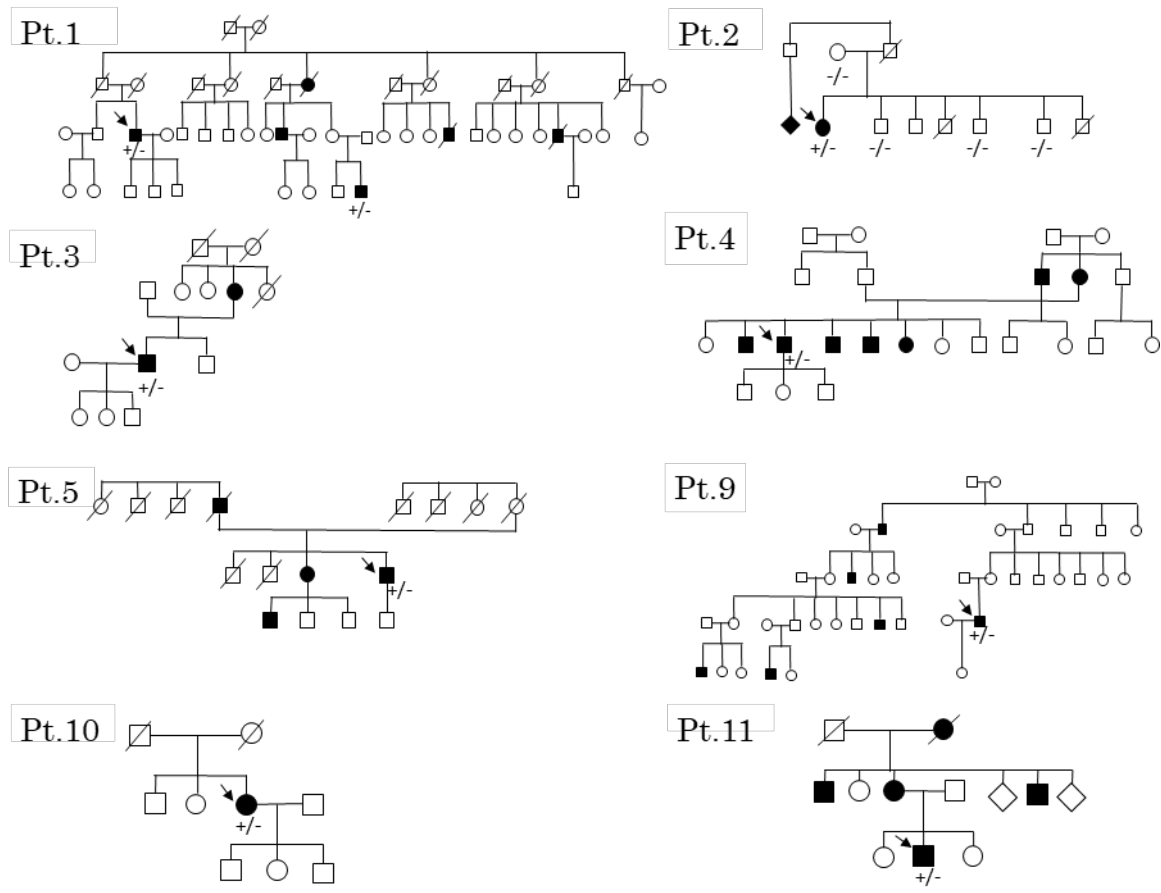 Pt.1
+/-
+/-
Pt.2
-/-
+/-
-/-
-/-
-/-
Pt.3
+/-
Pt.4
+/-
Pt.5
+/-
Pt.9
+/-
Pt.10
+/-
Pt.11
+/-